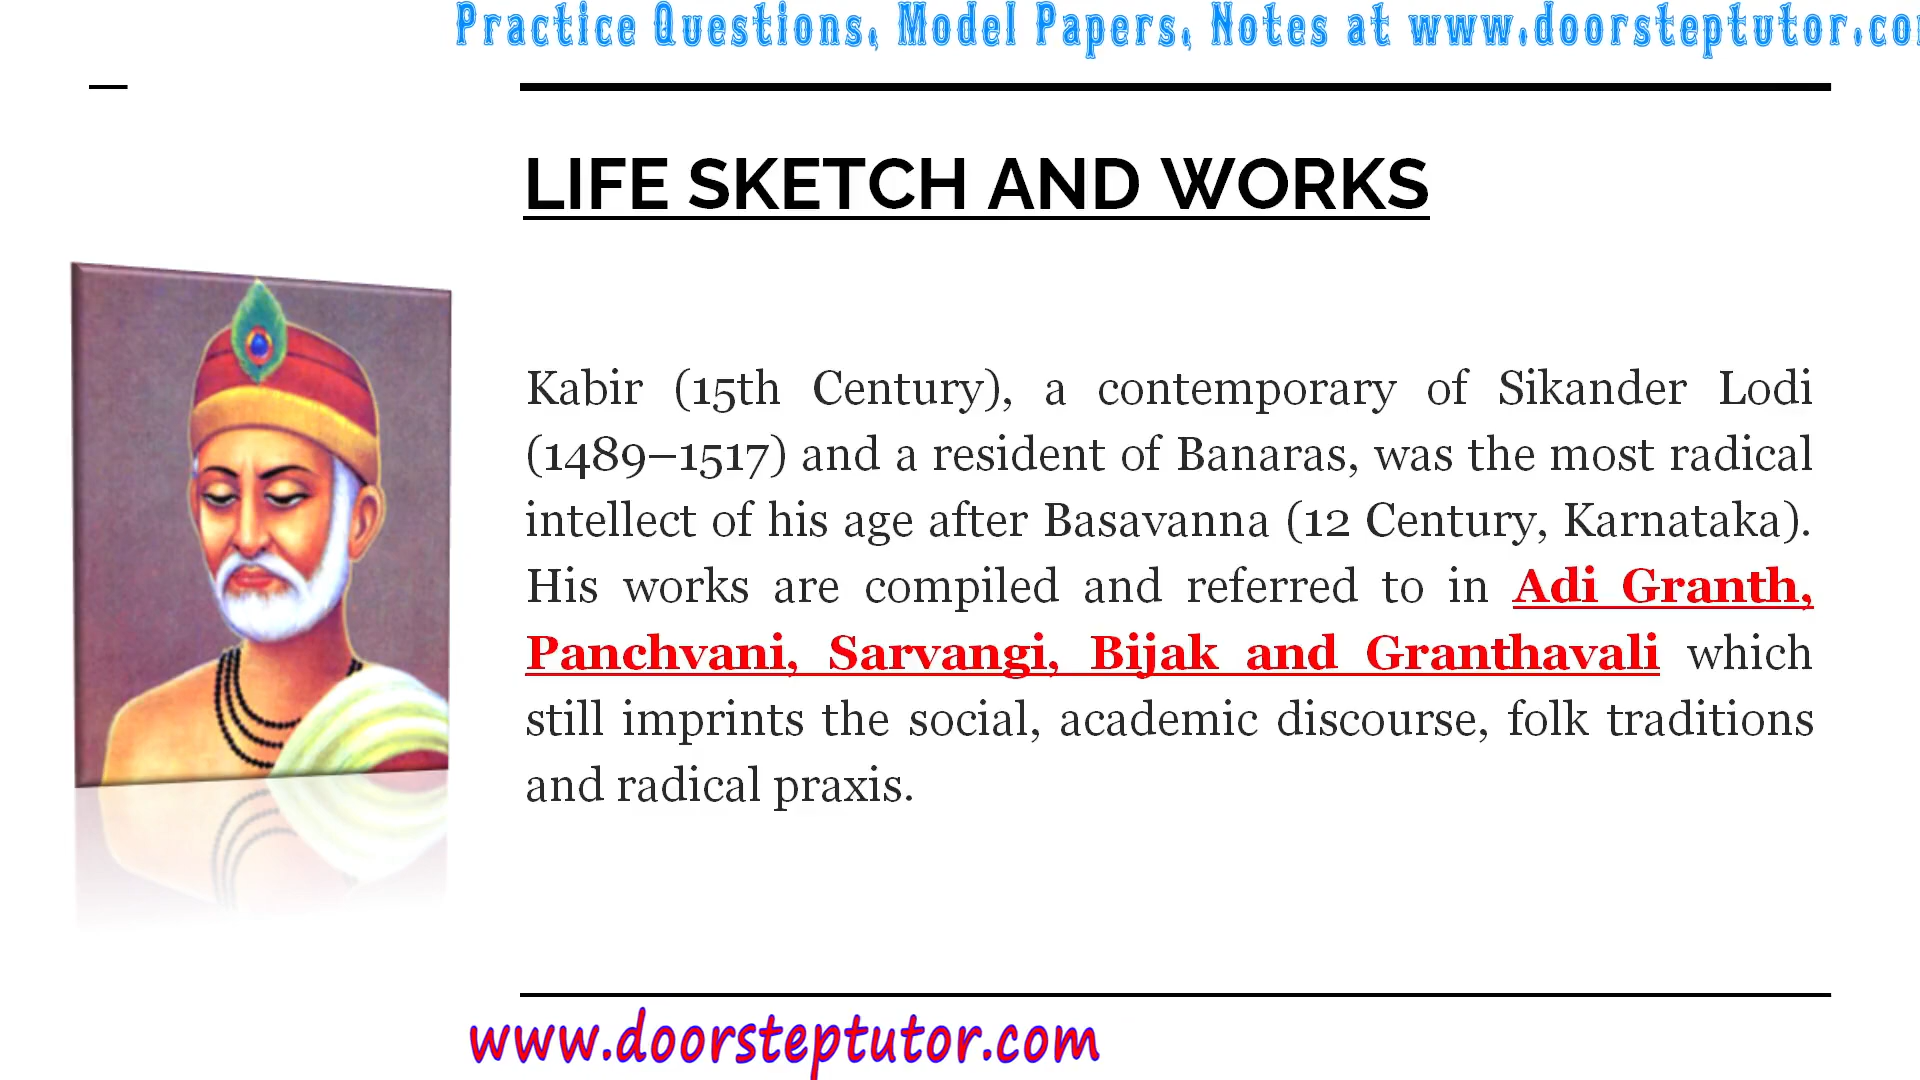 Practice Questions, Model Papers, Notes at www.doorsteptutor.co
LIFE SKETCH AND WORKS
Kabir (15th Century), a contemporary of Sikander Lodi
(1489–1517) and a resident of Banaras, was the most radical
intellect of his age after Basavanna (12 Century, Karnataka).
His works are compiled and referred to in Adi Granth,
Panchvani, Sarvangi, Bijak and Granthavali which
still imprints the social, academic discourse, folk traditions
and radical praxis.
www.doorsteptutor.com